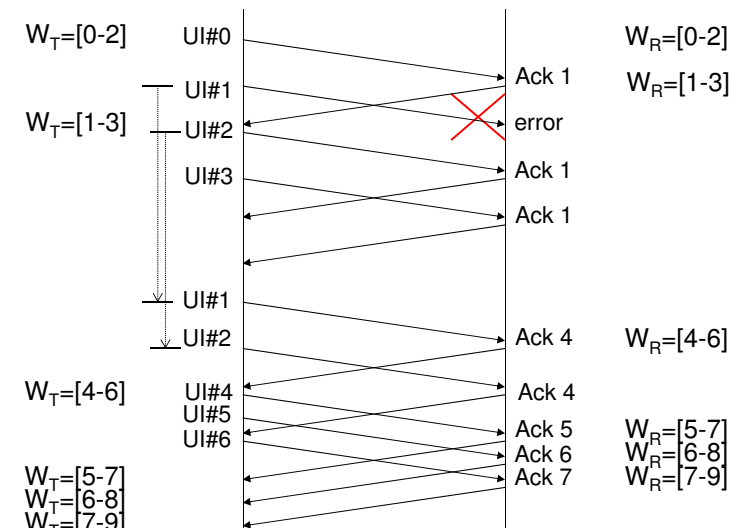 W_T=[0-2] UI#0 W_R=[0-2]
Ack 1 W_R=[1-3]
UI#1
W_T=[1-3] UI#2 error
Ack 1
UI#3
Ack 1
UI#1
UI#2 Ack 4 W_R=[4-6]
W_T=[4-6] UI#4 Ack 4
UI#5
Ack 5 W_R=[5-7]
UI#6
Ack 6 W_R=[6-8]
Ack 7 W_R=[7-9]
W_T=[5-7]
W_T=[6-8]
W_T=[7-9]